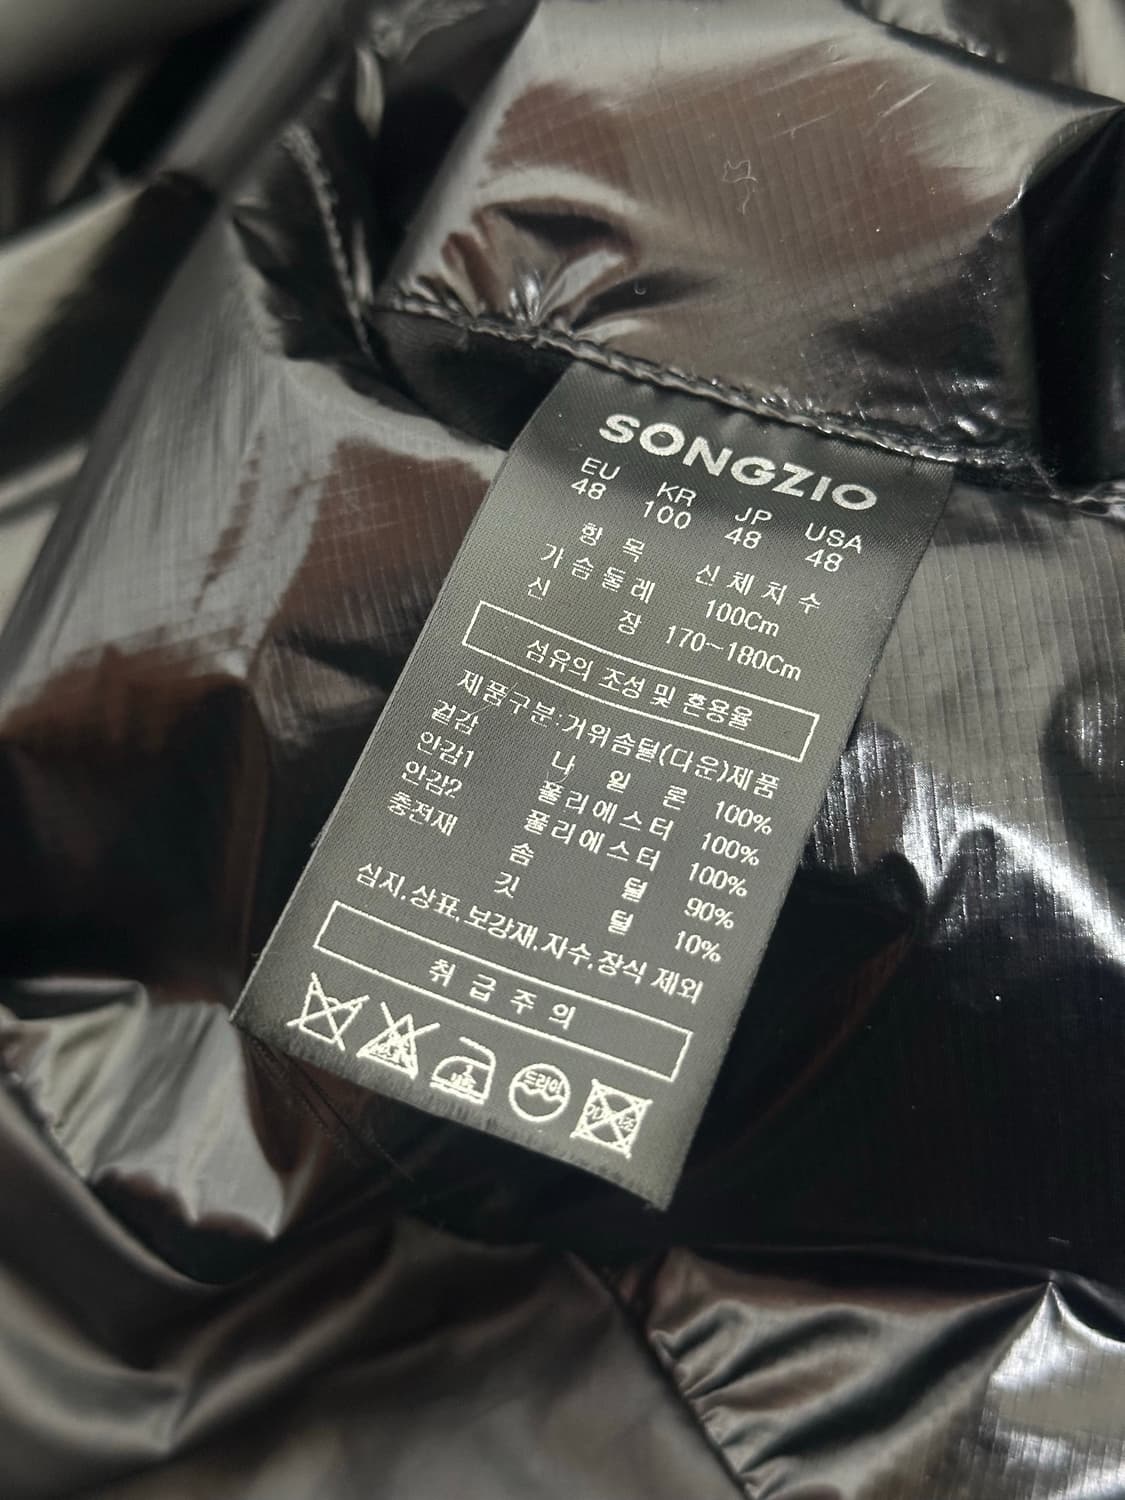 SONGZIO
EU KR JP USA
48 100 48 48
항 목 신 체 치 수
가슴둘레 100Cm
신 장 170~180Cm
섬유의 조성 및 혼용율
제품구분:거위솜털(다운)제품
겉감 나 일 론 100%
안감1 폴리에스터 100%
안감2 폴리에스터 100%
충전재 솜 털 90%
깃 털 10%
심지,상표,보강재,자수,장식 제외
취 급 주 의
드라이